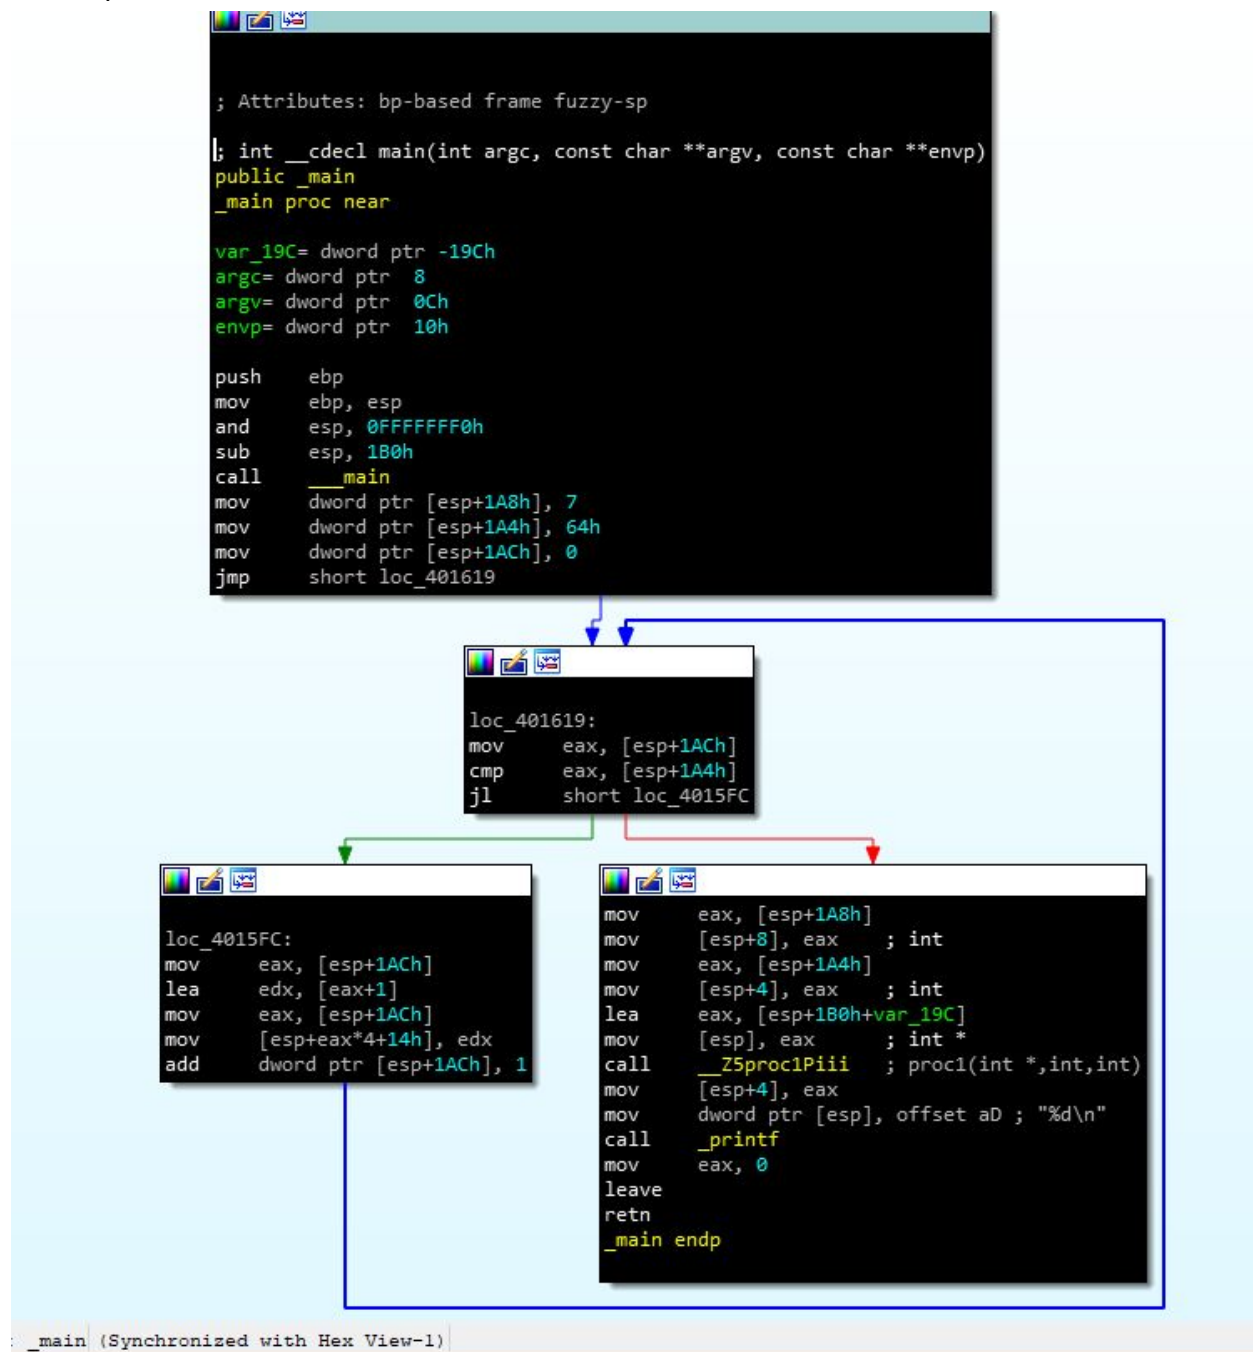 ; Attributes: bp-based frame fuzzy-sp
; int __cdecl main(int argc, const char **argv, const char **envp)
public _main
_main proc near
var_19C= dword ptr -19Ch
argc= dword ptr  8
argv= dword ptr  0Ch
envp= dword ptr  10h
push    ebp
mov     ebp, esp
and     esp, 0FFFFFFF0h
sub     esp, 1B0h
call    ___main
mov     dword ptr [esp+1A8h], 7
mov     dword ptr [esp+1A4h], 64h
mov     dword ptr [esp+1ACh], 0
jmp     short loc_401619
loc_401619:
mov     eax, [esp+1ACh]
cmp     eax, [esp+1A4h]
jl      short loc_4015FC
loc_4015FC:
mov     eax, [esp+1ACh]
lea     edx, [eax+1]
mov     eax, [esp+1ACh]
mov     [esp+eax*4+14h], edx
add     dword ptr [esp+1ACh], 1
mov     eax, [esp+1A8h]
mov     [esp+8], eax    ; int
mov     eax, [esp+1A4h]
mov     [esp+4], eax    ; int
lea     eax, [esp+1B0h+var_19C]
mov     [esp], eax      ; int *
call    __Z5proc1Piii   ; proc1(int *,int,int)
mov     [esp+4], eax
mov     dword ptr [esp], offset aD ; "%d\n"
call    _printf
mov     eax, 0
leave
retn
_main endp
: _main (Synchronized with Hex View-1)